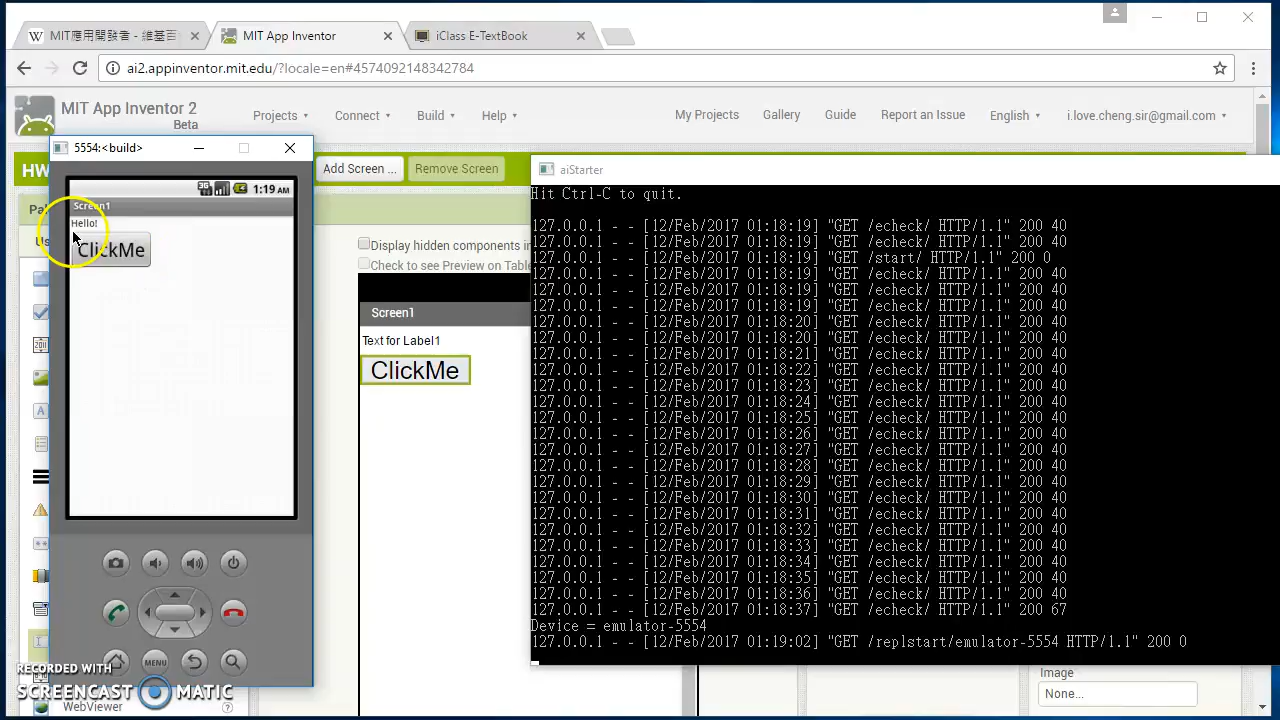 MIT應用開發者 - 維基百
MIT App Inventor
iClass E-TextBook
ai2.appinventor.mit.edu/?locale=en#4574092148342784
MIT App Inventor 2
Beta
Projects
Connect
Build
Help
My Projects
Gallery
Guide
Report an Issue
English
i.love.cheng.sir@gmail.com
HW
Add Screen ...
Remove Screen
Pal
Us
Display hidden components in
Check to see Preview on Table
Screen1
Text for Label1
ClickMe
5554:<build>
3G
1:19 AM
Screen1
Hello!
ClickMe
MENU
aiStarter
Hit Ctrl-C to quit.
127.0.0.1 - - [12/Feb/2017 01:18:19] "GET /echeck/ HTTP/1.1" 200 40
127.0.0.1 - - [12/Feb/2017 01:18:19] "GET /echeck/ HTTP/1.1" 200 40
127.0.0.1 - - [12/Feb/2017 01:18:19] "GET /start/ HTTP/1.1" 200 0
127.0.0.1 - - [12/Feb/2017 01:18:19] "GET /echeck/ HTTP/1.1" 200 40
127.0.0.1 - - [12/Feb/2017 01:18:19] "GET /echeck/ HTTP/1.1" 200 40
127.0.0.1 - - [12/Feb/2017 01:18:19] "GET /echeck/ HTTP/1.1" 200 40
127.0.0.1 - - [12/Feb/2017 01:18:20] "GET /echeck/ HTTP/1.1" 200 40
127.0.0.1 - - [12/Feb/2017 01:18:20] "GET /echeck/ HTTP/1.1" 200 40
127.0.0.1 - - [12/Feb/2017 01:18:21] "GET /echeck/ HTTP/1.1" 200 40
127.0.0.1 - - [12/Feb/2017 01:18:22] "GET /echeck/ HTTP/1.1" 200 40
127.0.0.1 - - [12/Feb/2017 01:18:23] "GET /echeck/ HTTP/1.1" 200 40
127.0.0.1 - - [12/Feb/2017 01:18:24] "GET /echeck/ HTTP/1.1" 200 40
127.0.0.1 - - [12/Feb/2017 01:18:25] "GET /echeck/ HTTP/1.1" 200 40
127.0.0.1 - - [12/Feb/2017 01:18:26] "GET /echeck/ HTTP/1.1" 200 40
127.0.0.1 - - [12/Feb/2017 01:18:27] "GET /echeck/ HTTP/1.1" 200 40
127.0.0.1 - - [12/Feb/2017 01:18:28] "GET /echeck/ HTTP/1.1" 200 40
127.0.0.1 - - [12/Feb/2017 01:18:29] "GET /echeck/ HTTP/1.1" 200 40
127.0.0.1 - - [12/Feb/2017 01:18:30] "GET /echeck/ HTTP/1.1" 200 40
127.0.0.1 - - [12/Feb/2017 01:18:31] "GET /echeck/ HTTP/1.1" 200 40
127.0.0.1 - - [12/Feb/2017 01:18:32] "GET /echeck/ HTTP/1.1" 200 40
127.0.0.1 - - [12/Feb/2017 01:18:33] "GET /echeck/ HTTP/1.1" 200 40
127.0.0.1 - - [12/Feb/2017 01:18:34] "GET /echeck/ HTTP/1.1" 200 40
127.0.0.1 - - [12/Feb/2017 01:18:35] "GET /echeck/ HTTP/1.1" 200 40
127.0.0.1 - - [12/Feb/2017 01:18:36] "GET /echeck/ HTTP/1.1" 200 40
127.0.0.1 - - [12/Feb/2017 01:18:37] "GET /echeck/ HTTP/1.1" 200 67
Device = emulator-5554
127.0.0.1 - - [12/Feb/2017 01:19:02] "GET /replstart/emulator-5554 HTTP/1.1" 200 0
Image
None...
RECORDED WITH
SCREENCAST MATIC
WebViewer